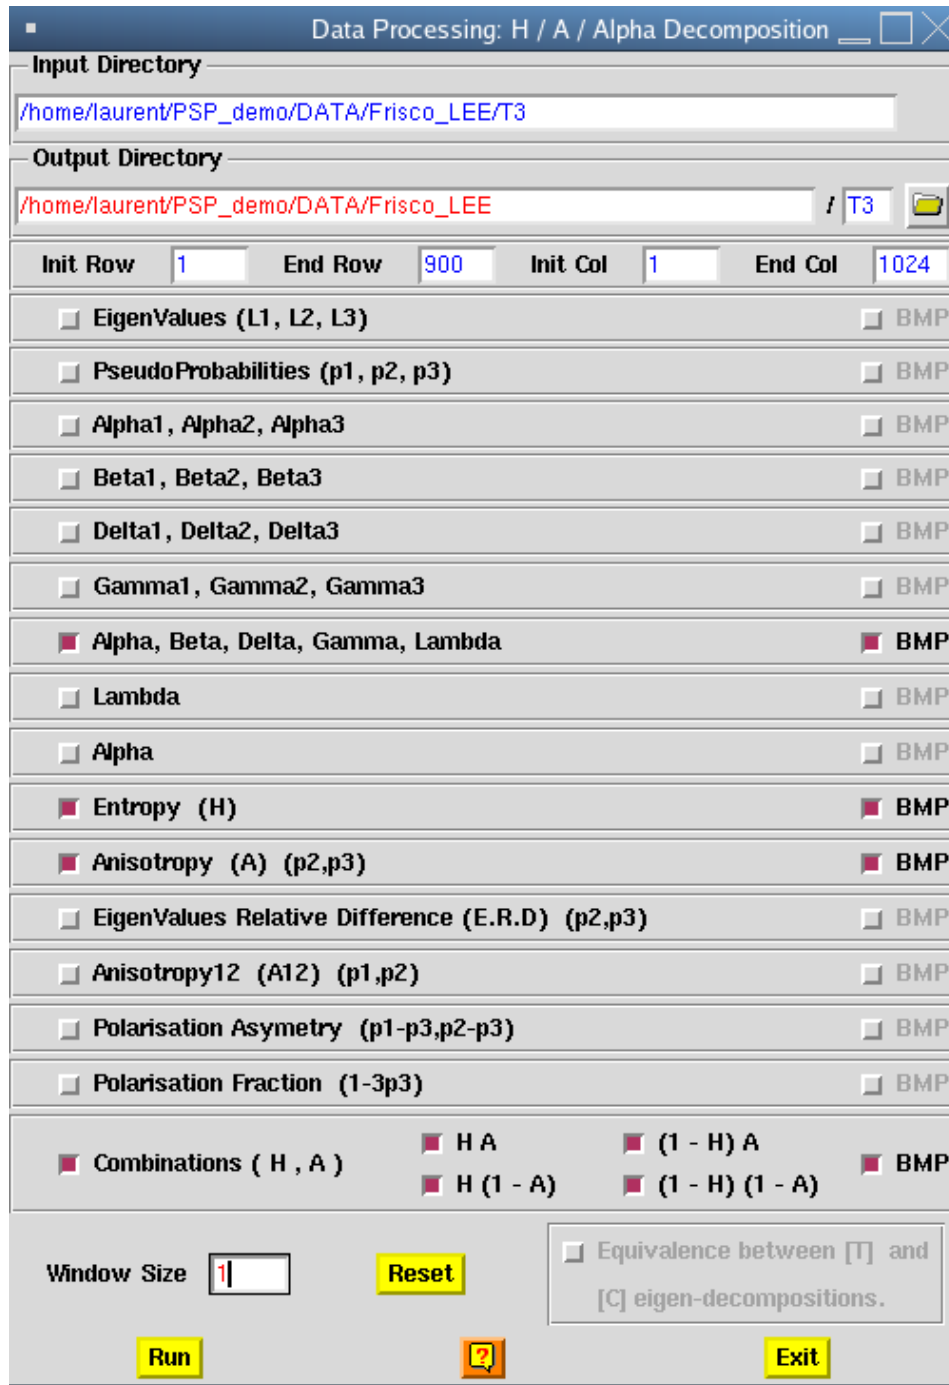 Data Processing: H / A / Alpha Decomposition
Input Directory
/home/laurent/PSP_demo/DATA/Frisco_LEE/T3
Output Directory
/home/laurent/PSP_demo/DATA/Frisco_LEE / T3
Init Row 1 End Row 900 Init Col 1 End Col 1024
EigenValues (L1, L2, L3) BMP
PseudoProbabilities (p1, p2, p3) BMP
Alpha1, Alpha2, Alpha3 BMP
Beta1, Beta2, Beta3 BMP
Delta1, Delta2, Delta3 BMP
Gamma1, Gamma2, Gamma3 BMP
Alpha, Beta, Delta, Gamma, Lambda BMP
Lambda BMP
Alpha BMP
Entropy (H) BMP
Anisotropy (A) (p2,p3) BMP
EigenValues Relative Difference (E.R.D) (p2,p3) BMP
Anisotropy12 (A12) (p1,p2) BMP
Polarisation Asymetry (p1-p3,p2-p3) BMP
Polarisation Fraction (1-3p3) BMP
H A (1 - H) A
Combinations ( H , A ) BMP
H (1 - A) (1 - H) (1 - A)
Equivalence between [T] and
Window Size 1 Reset
[C] eigen-decompositions.
Run ? Exit